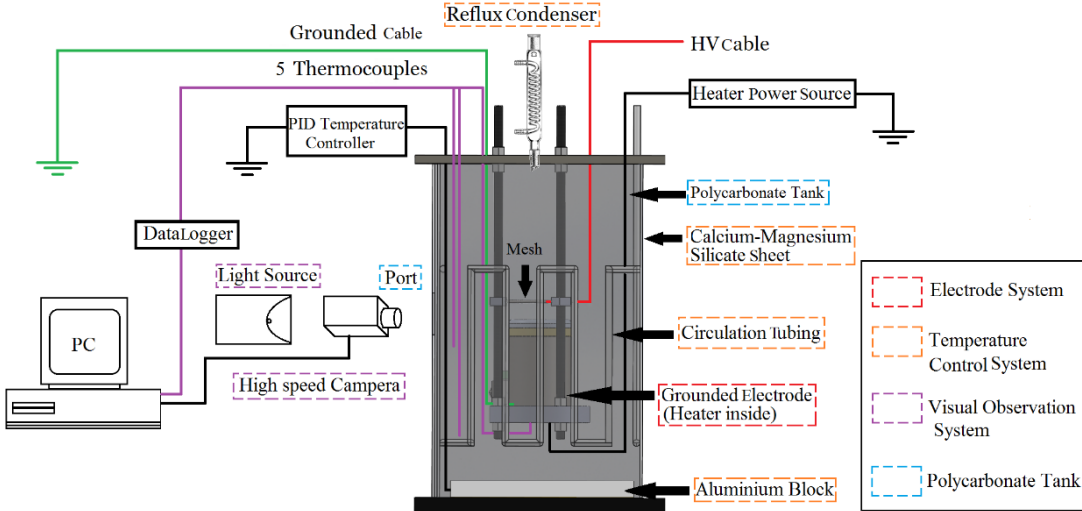 Reflux Condenser
Grounded Cable
HV Cable
5 Thermocouples
Heater Power Source
PID Temperature
Controller
Polycarbonate Tank
DataLogger
Calcium-Magnesium
Silicate Sheet
Mesh
Light Source
Port
Electrode System
PC
Circulation Tubing
Temperature
Control System
High speed Campera
Grounded Electrode
(Heater inside)
Visual Observation
System
Aluminium Block
Polycarbonate Tank